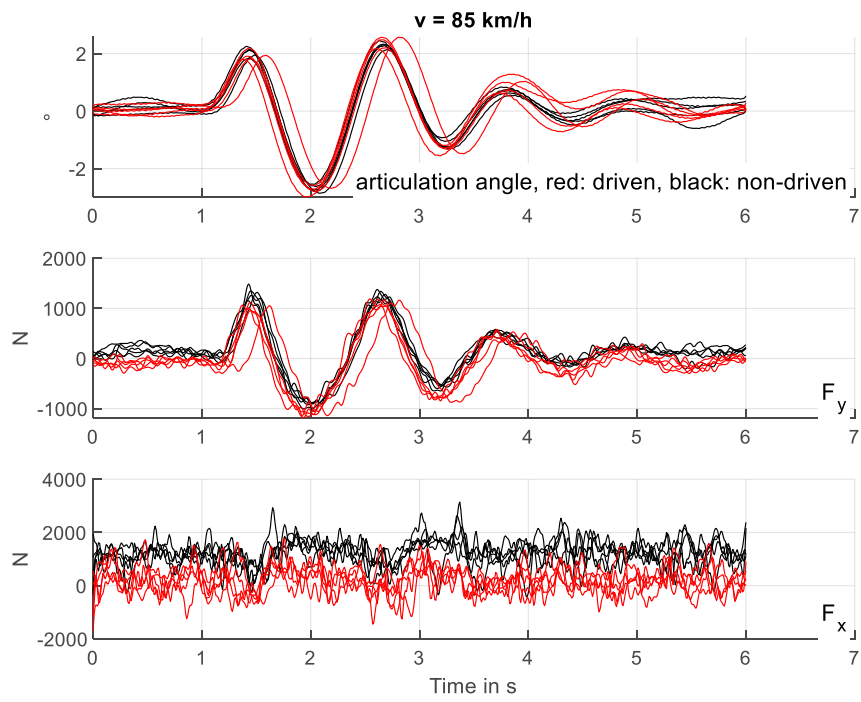 v = 85 km/h
2
0
-2
°
articulation angle, red: driven, black: non-driven
0 1 2 3 4 5 6 7
2000
1000
0
-1000
N
F_y
0 1 2 3 4 5 6 7
4000
2000
0
-2000
N
F_x
0 1 2 3 4 5 6 7
Time in s